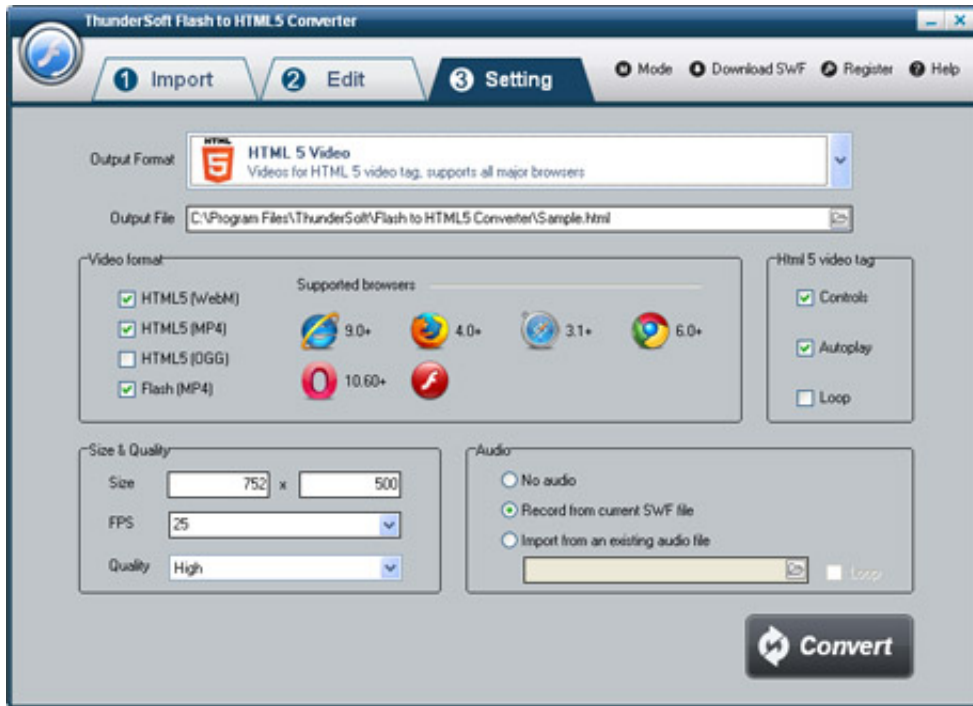 ThunderSoft Flash to HTML5 Converter
1 Import
2 Edit
3 Setting
Mode
Download SWF
Register
Help
Output Format
HTML
5
HTML 5 Video
Videos for HTML 5 video tag, supports all major browsers
Output File
C:\Program Files\ThunderSoft\Flash to HTML5 Converter\Sample.html
Video format
HTML5 (WebM)
HTML5 (MP4)
HTML5 (OGG)
Flash (MP4)
Supported browsers
9.0+
4.0+
3.1+
6.0+
10.60+
Html 5 video tag
Controls
Autoplay
Loop
Size & Quality
Size 752 x 500
FPS 25
Quality High
Audio
No audio
Record from current SWF file
Import from an existing audio file
Loop
Convert